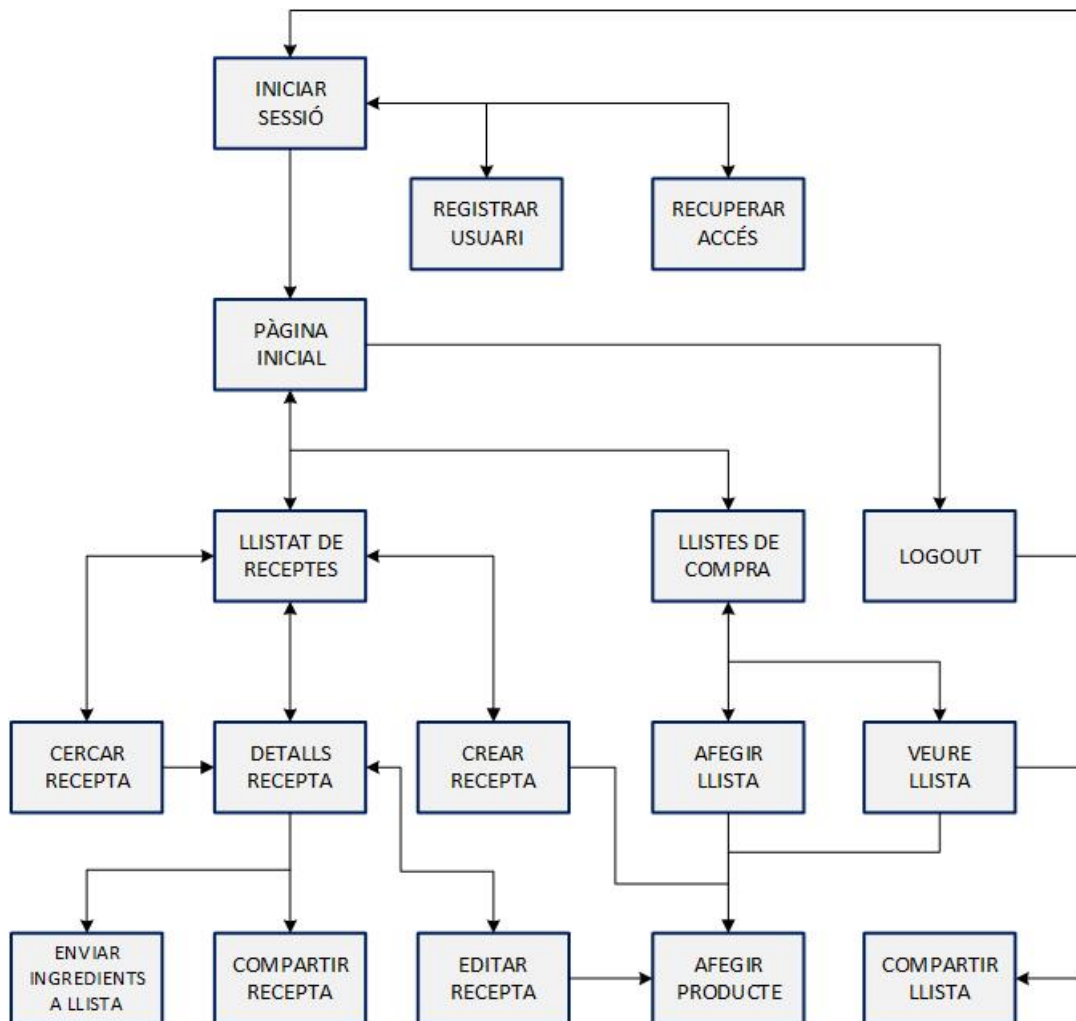 INICIAR
SESSIÓ
REGISTRAR
USUARI
RECUPERAR
ACCÉS
PÀGINA
INICIAL
LLISTAT DE
RECEPTES
LLISTES DE
COMPRA
LOGOUT
CERCAR
RECEPTA
DETALLS
RECEPTA
CREAR
RECEPTA
AFEGIR
LLISTA
VEURE
LLISTA
ENVIAR
INGREDIENTS
A LLISTA
COMPARTIR
RECEPTA
EDITAR
RECEPTA
AFEGIR
PRODUCTE
COMPARTIR
LLISTA